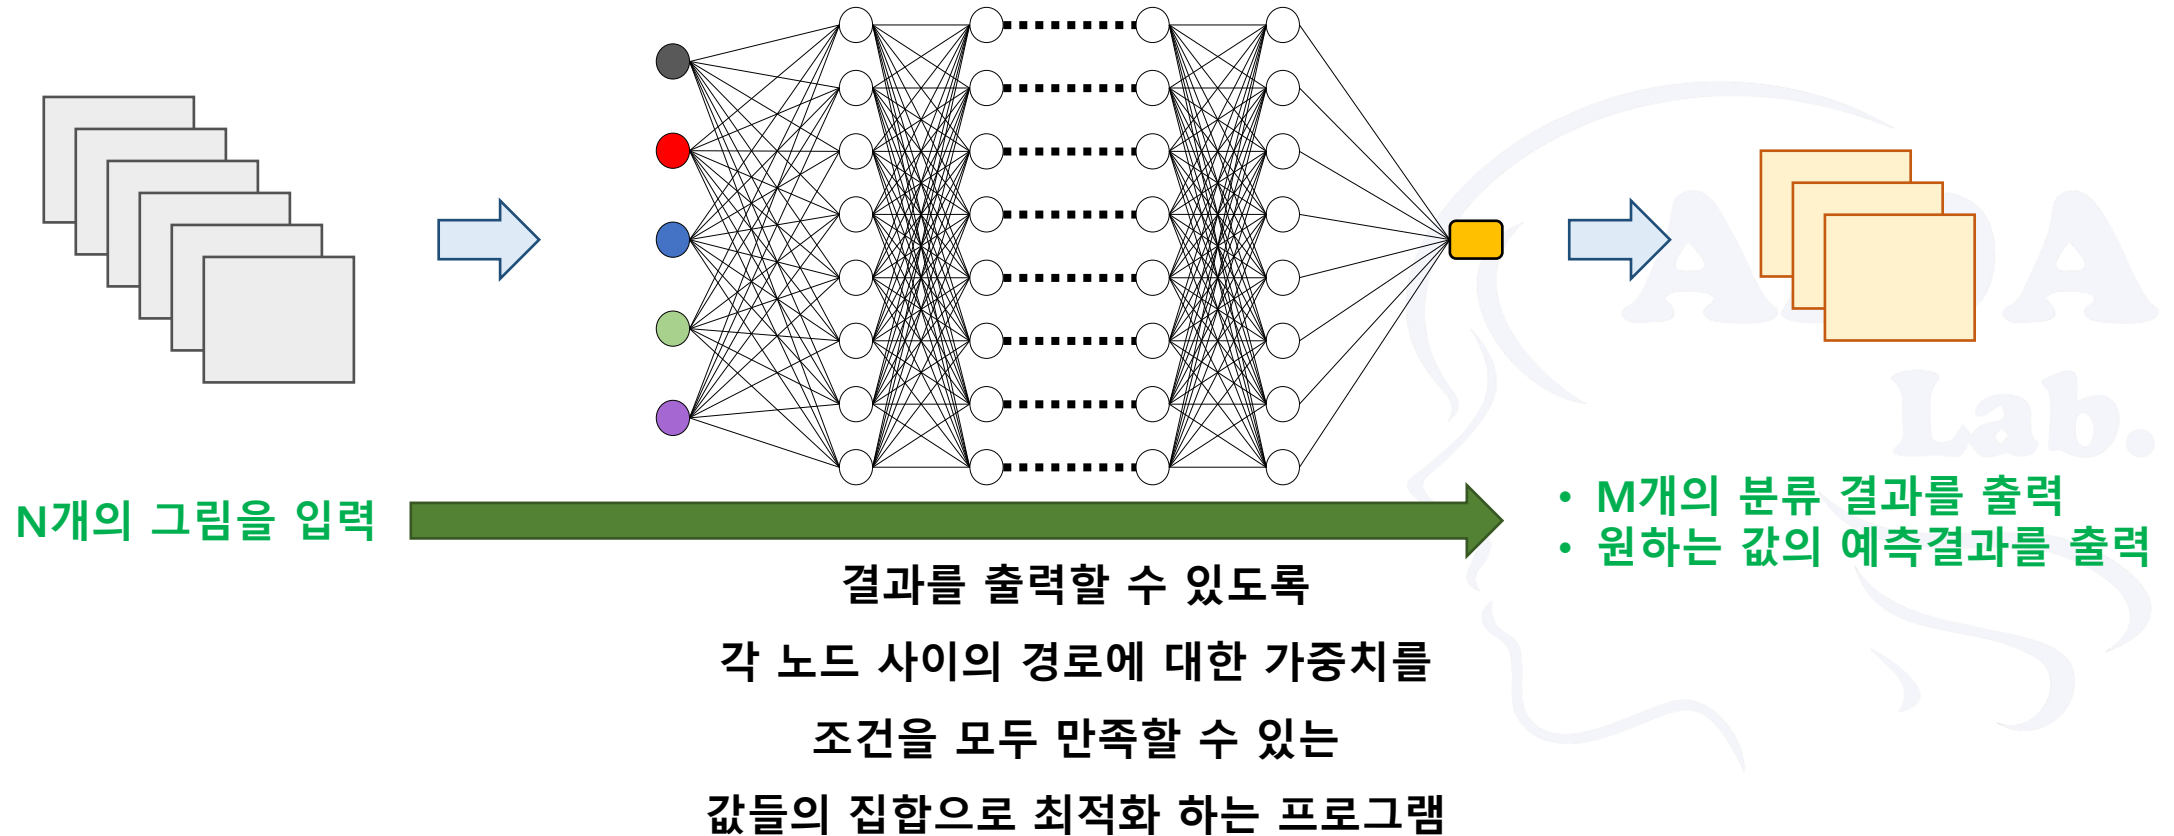 N개의 그림을 입력
• M개의 분류 결과를 출력
• 원하는 값의 예측결과를 출력
결과를 출력할 수 있도록
각 노드 사이의 경로에 대한 가중치를
조건을 모두 만족할 수 있는
값들의 집합으로 최적화 하는 프로그램
Lab.